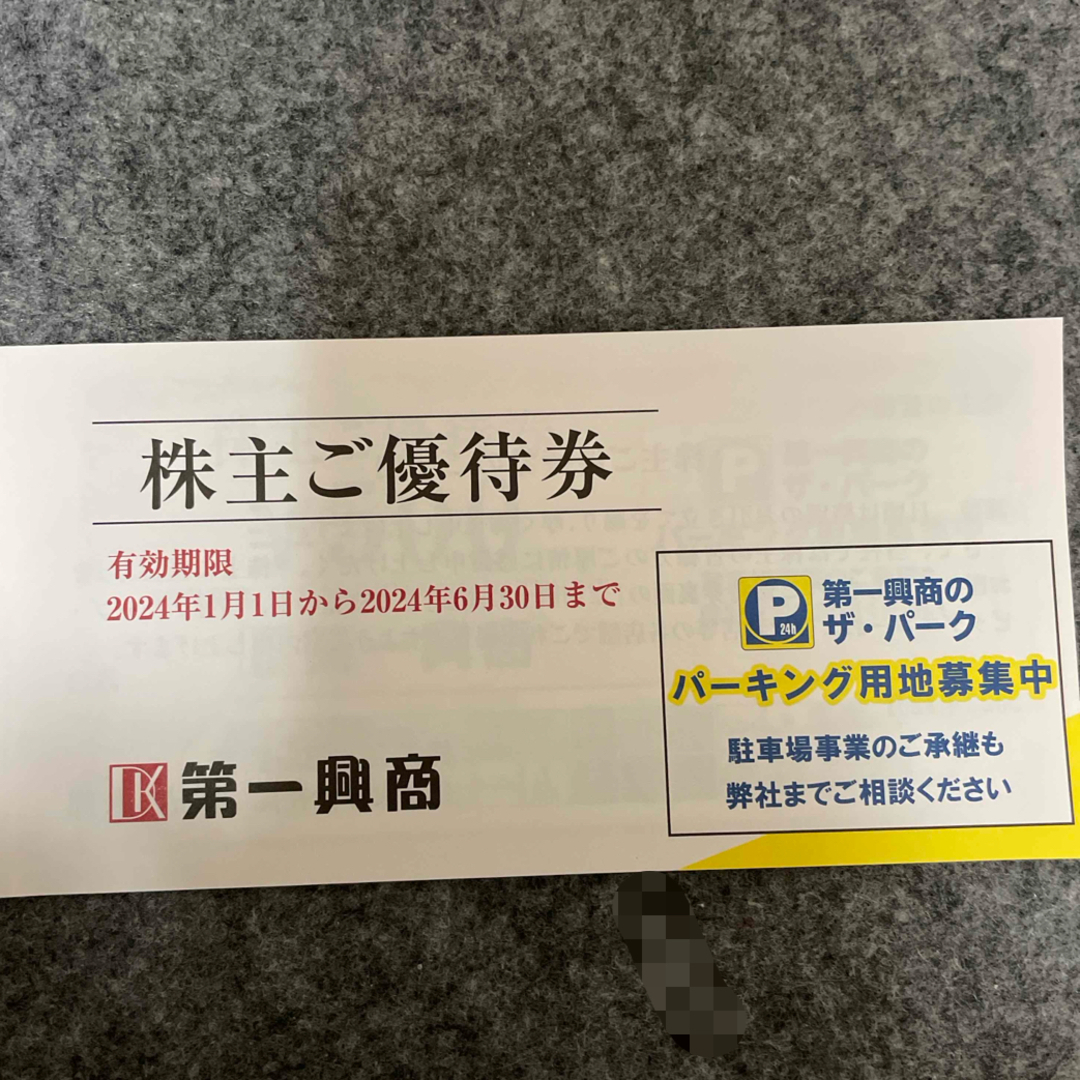 株主ご優待券
有効期限
2024年1月1日から2024年6月30日まで
DK 第一興商
P 24h
第一興商の
ザ・パーク
パーキング用地募集中
駐車場事業のご承継も
弊社までご相談ください